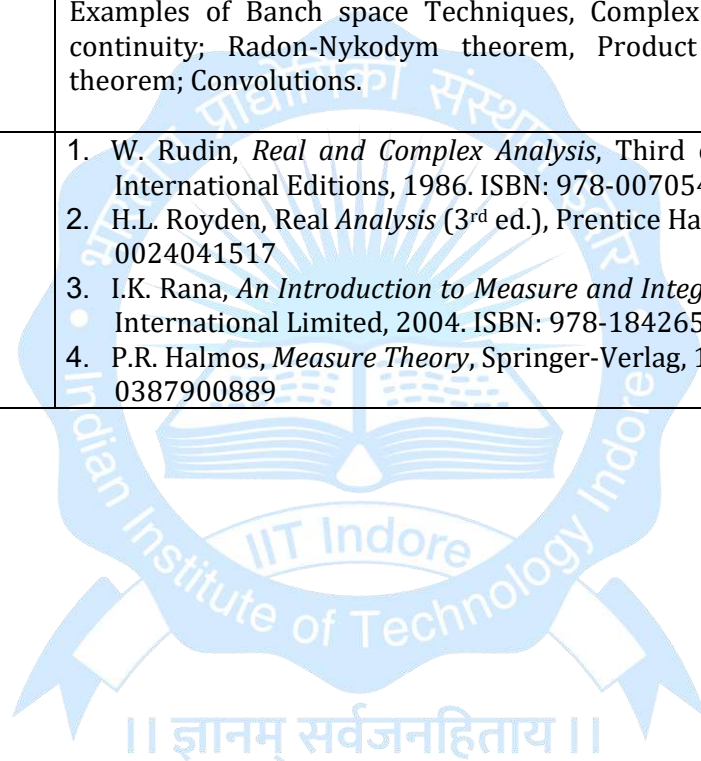 Examples of Banch space Techniques, Complex
continuity; Radon-Nykodym theorem, Product
theorem; Convolutions.
1. W. Rudin, Real and Complex Analysis, Third
International Editions, 1986. ISBN: 978-007054
2. H.L. Royden, Real Analysis (3rd ed.), Prentice Ha
0024041517
3. I.K. Rana, An Introduction to Measure and Integ
International Limited, 2004. ISBN: 978-184265
4. P.R. Halmos, Measure Theory, Springer-Verlag, 1
0387900889
भारतीय प्रौद्योगिकी संस्थान इंदौर
Indian Institute of Technology Indore
IIT Indore
।। ज्ञानम् सर्वजनहिताय ।।